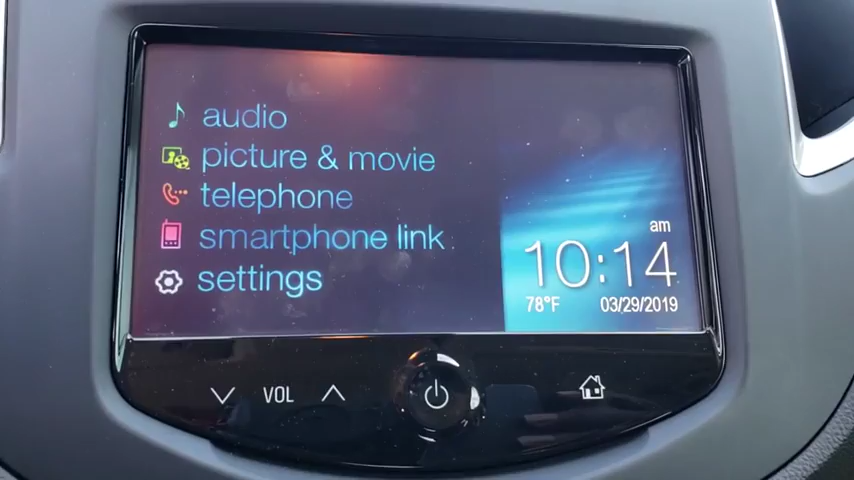 audio
picture & movie
telephone
smartphone link
settings
am
10:14
78°F 03/29/2019
VOL